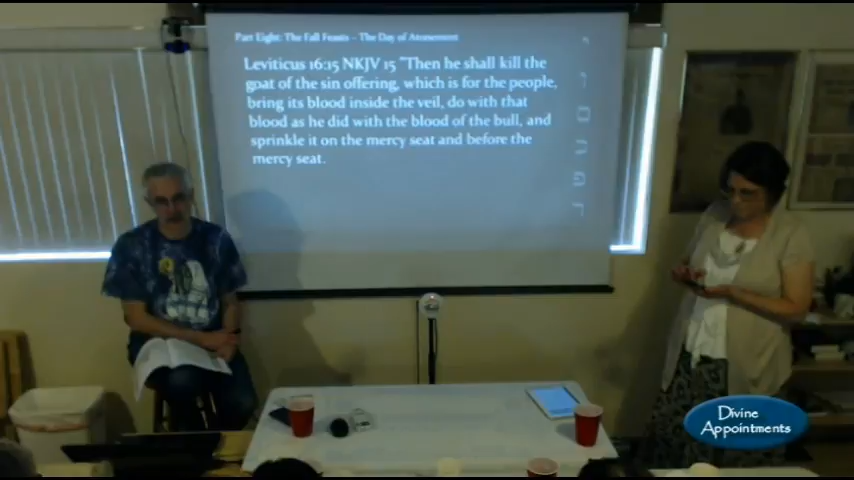 Part Eight: The Fall Feasts – The Day of Atonement
Leviticus 16:15 NKJV 15 "Then he shall kill the
goat of the sin offering, which is for the people,
bring its blood inside the veil, do with that
blood as he did with the blood of the bull, and
sprinkle it on the mercy seat and before the
mercy seat.
Divine
Appointments